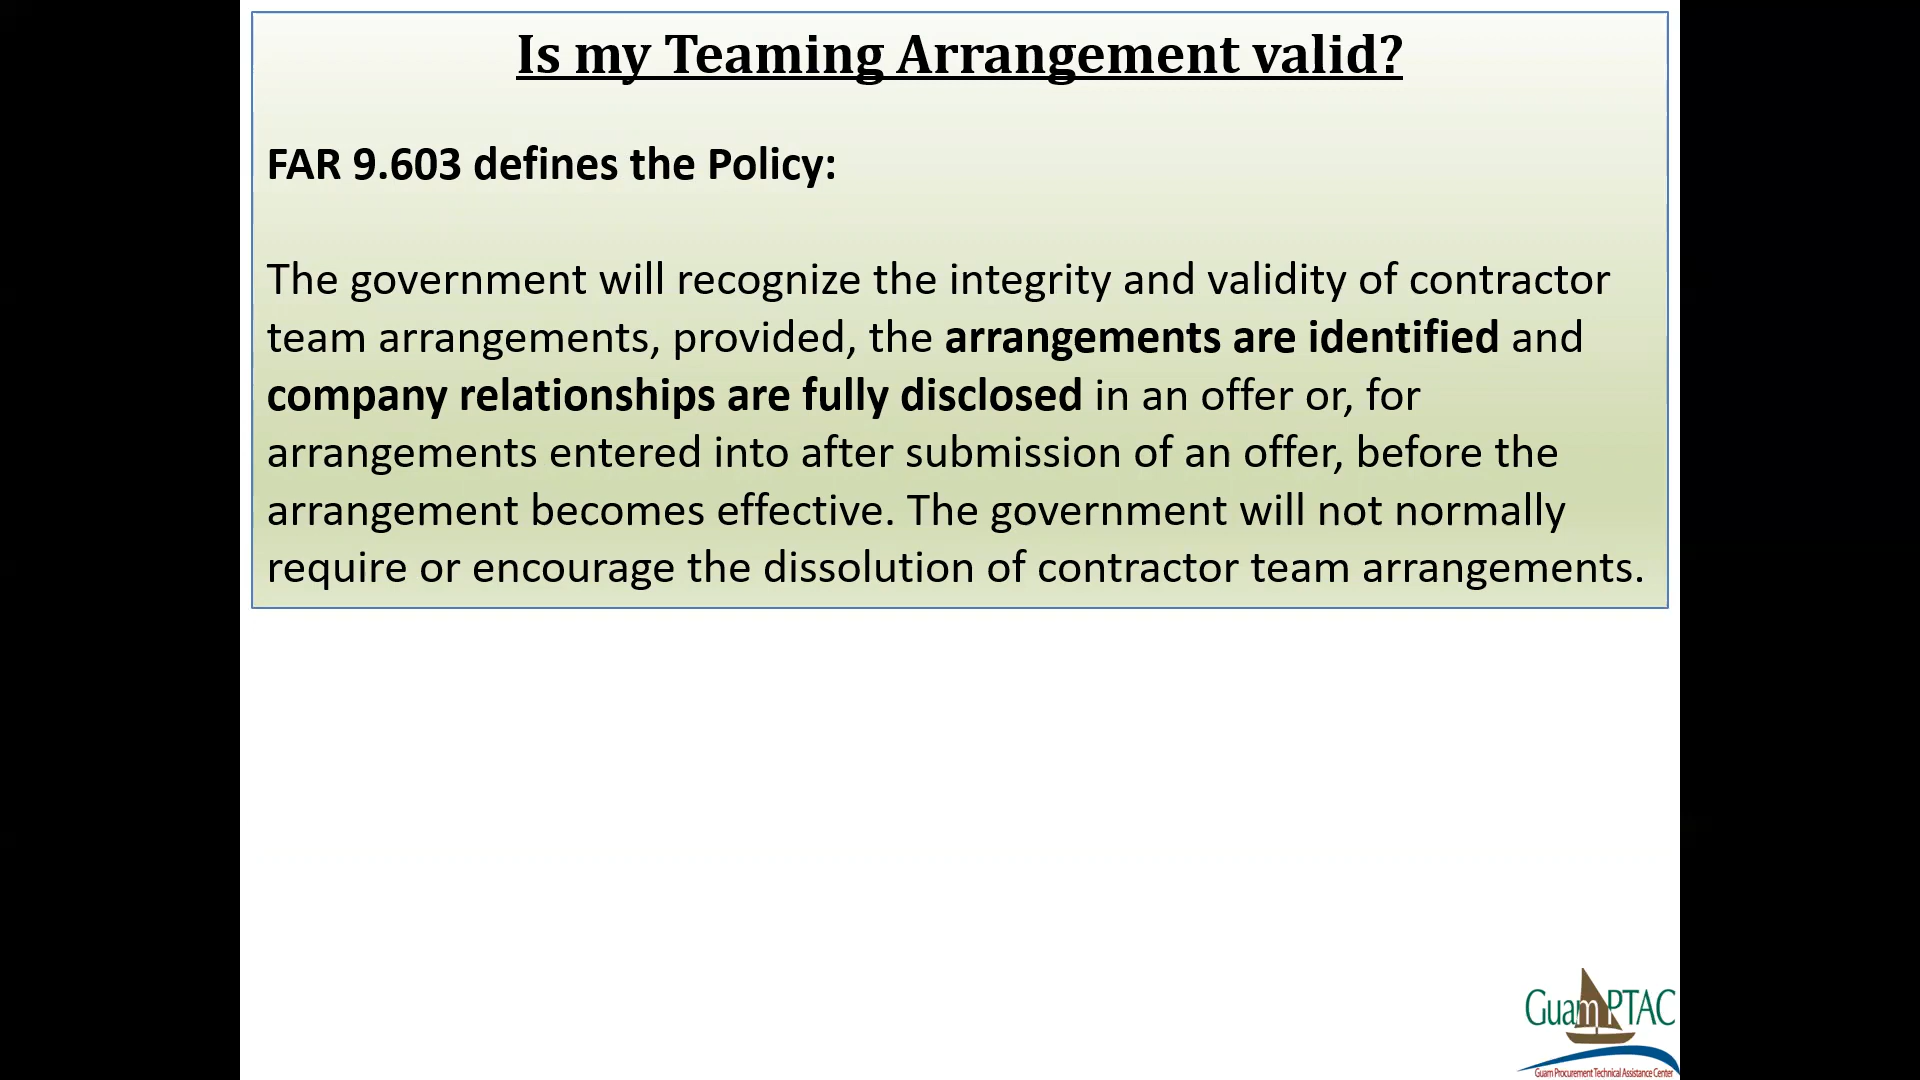 Is my Teaming Arrangement valid?
FAR 9.603 defines the Policy:
The government will recognize the integrity and validity of contractor
team arrangements, provided, the arrangements are identified and
company relationships are fully disclosed in an offer or, for
arrangements entered into after submission of an offer, before the
arrangement becomes effective. The government will not normally
require or encourage the dissolution of contractor team arrangements.
Guam PTAC
Guam Procurement Technical Assistance Center